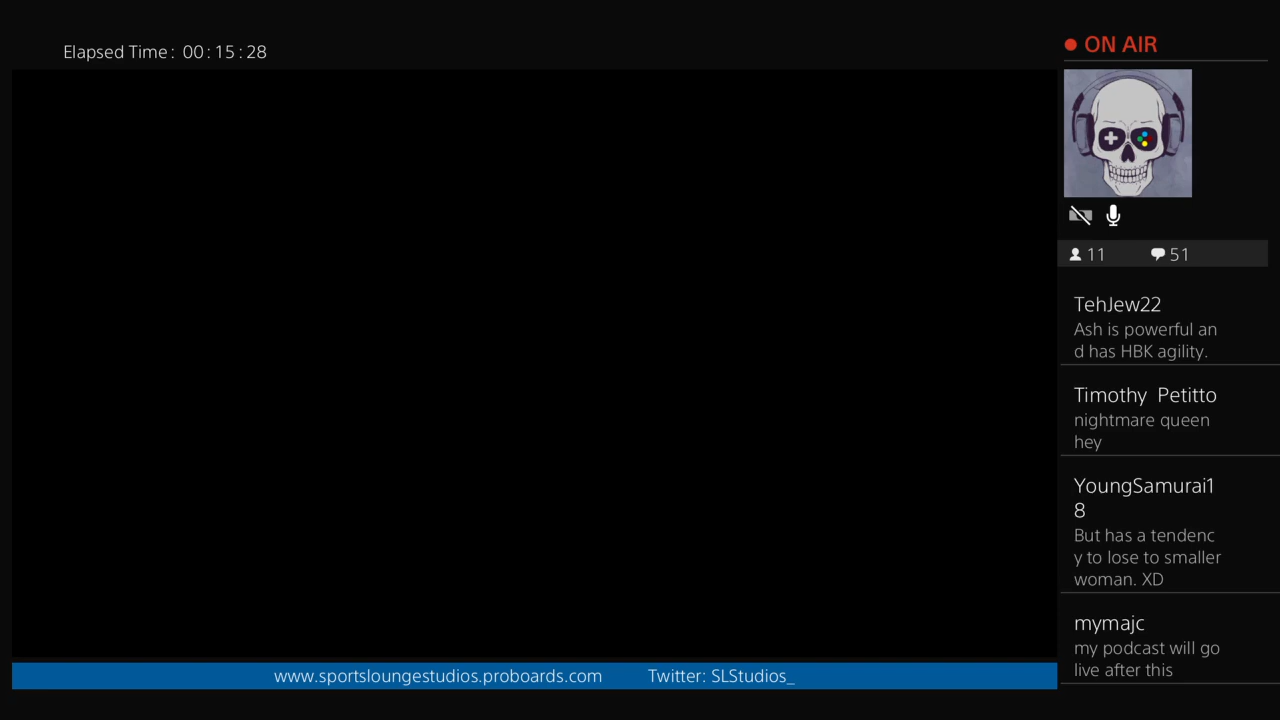 Elapsed Time: 00:15:28
ON AIR
11 51
TehJew22
Ash is powerful an
d has HBK agility.
Timothy Petitto
nightmare queen
hey
YoungSamurai1
8
But has a tendenc
y to lose to smaller
woman. XD
mymajc
my podcast will go
live after this
www.sportsloungestudios.proboards.com Twitter: SLStudios_